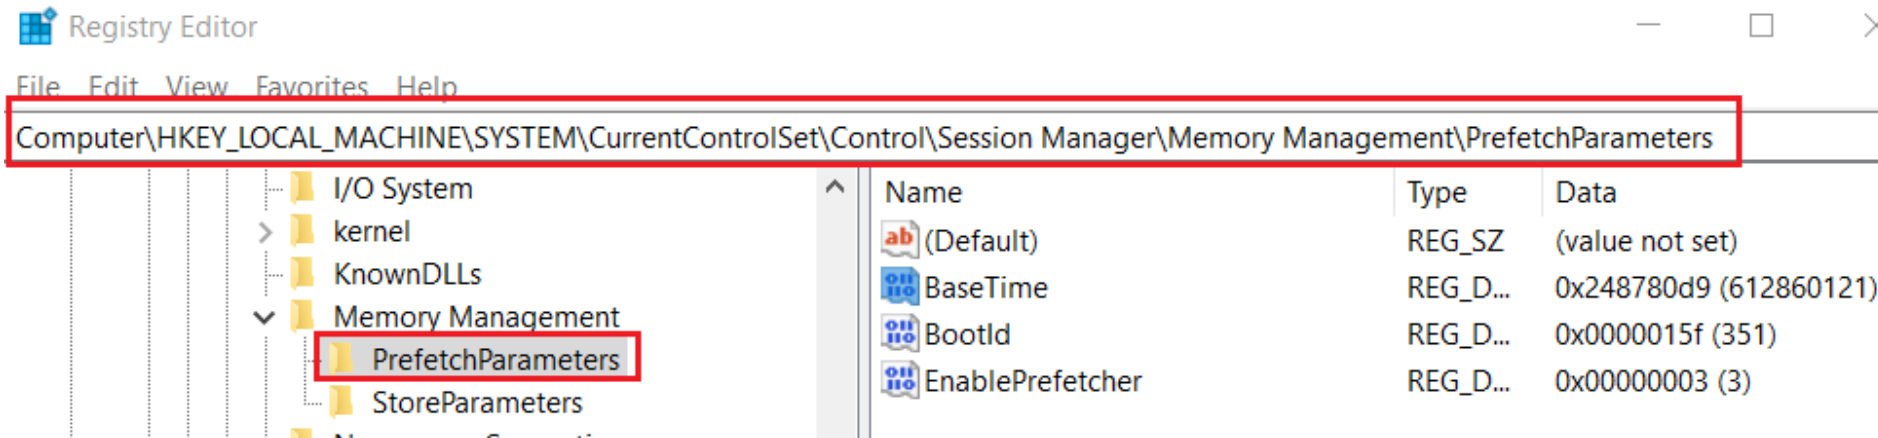 Registry Editor
File Edit View Favorites Help
Computer\HKEY_LOCAL_MACHINE\SYSTEM\CurrentControlSet\Control\Session Manager\Memory Management\PrefetchParameters
I/O System
kernel
KnownDLLs
Memory Management
PrefetchParameters
StoreParameters
Name Type Data
(Default) REG_SZ (value not set)
BaseTime REG_D... 0x248780d9 (612860121)
BootId REG_D... 0x0000015f (351)
EnablePrefetcher REG_D... 0x00000003 (3)